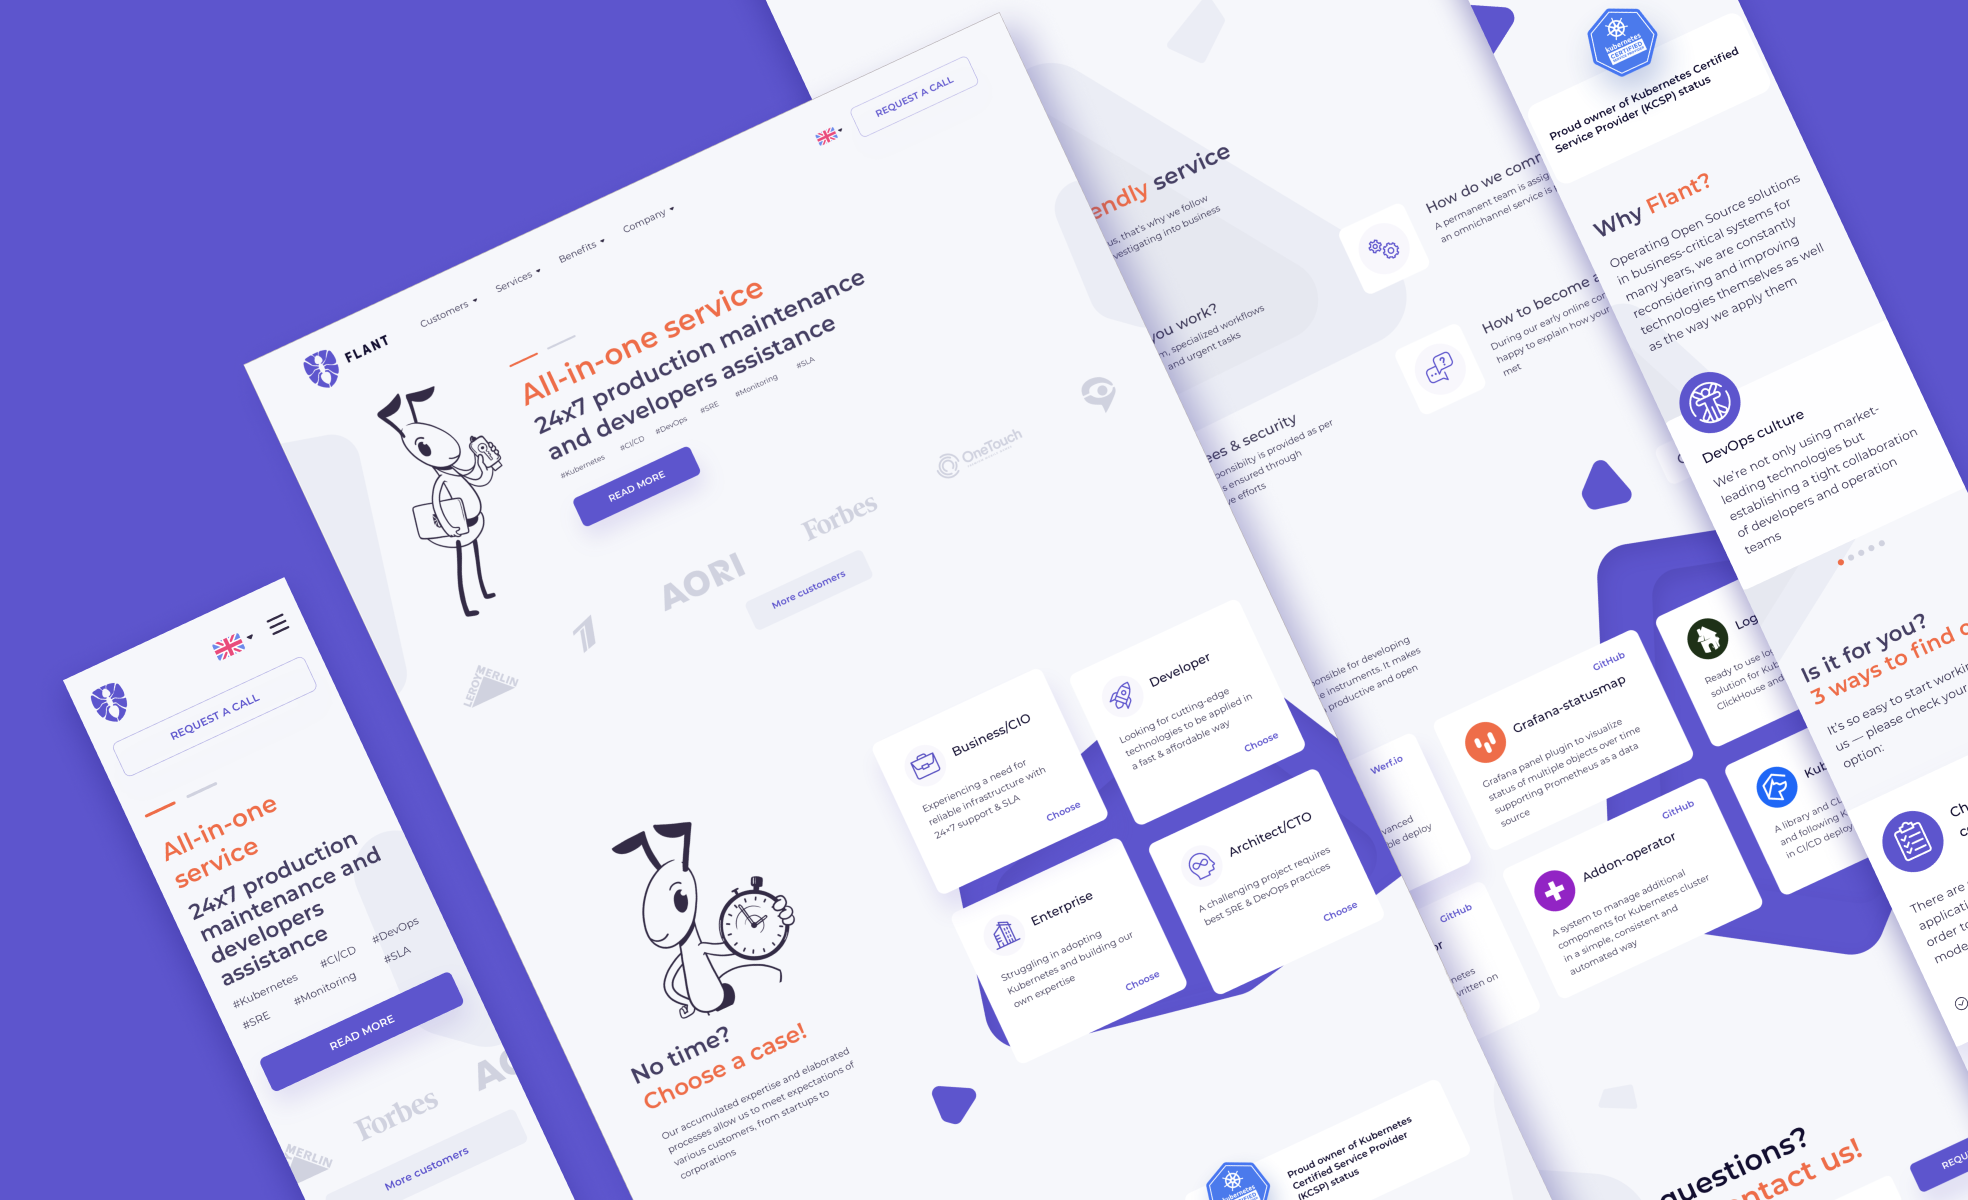 REQUEST A CALL
All-in-one
service
24x7 production
maintenance and
developers
assistance
#Kubernetes #CI/CD #DevOps
#SRE #Monitoring #SLA
READ MORE
Forbes
MERLIN
More customers
FLANT
Customers
Services
Benefits
Company
REQUEST A CALL
All-in-one service
24x7 production maintenance
and developers assistance
#Kubernetes #CI/CD #DevOps #SRE #Monitoring #SLA
READ MORE
LEROY MERLIN
1
AORI
Forbes
OneTouch
More customers
No time?
Choose a case!
Our accumulated expertise and elaborated
processes allow us to meet expectations of
various customers, from startups to
corporations
Business/CIO
Experiencing a need for
reliable infrastructure with
24×7 support & SLA
Choose
Developer
Looking for cutting-edge
technologies to be applied in
a fast & affordable way
Choose
Enterprise
Struggling in adopting
Kubernetes and building our
own expertise
Choose
Architect/CTO
A challenging project requires
best SRE & DevOps practices
Choose
kubernetes
Proud owner of Kubernetes
Certified Service Provider
(KCSP) status
endly service
us, that's why we follow
vestigating into business
you work?
m, specialized workflows
and urgent tasks
ees & security
ponsibilty is provided as per
s ensured through
ve efforts
How do we comm
A permanent team is assig
an omnichannel service is
How to become a
During our early online con
happy to explain how your
met
onsible for developing
e instruments. It makes
productive and open
Werf.io
vanced
ble deploy
GitHub
or
netes
written on
GitHub
Grafana-statusmap
Grafana panel plugin to visualize
status of multiple objects over time
supporting Prometheus as a data
source
GitHub
Addon-operator
A system to manage additional
components for Kubernetes cluster
in a simple, consistent and
automated way
Log
Ready to use lo
solution for Kub
ClickHouse and
Kub
A library and CL
and following K
in CI/CD deploy
questions?
ntact us!
REQU
kubernetes
CERTIFIED
Proud owner of Kubernetes Certified
Service Provider (KCSP) status
Why Flant?
Operating Open Source solutions
in business-critical systems for
many years, we are constantly
reconsidering and improving
technologies themselves as well
as the way we apply them
DevOps culture
We're not only using market-
leading technologies but
establishing a tight collaboration
of developers and operation
teams
Is it for you?
3 ways to find o
It's so easy to start workin
us — please check your
option:
Ch
c
There are
applicati
order to
mode